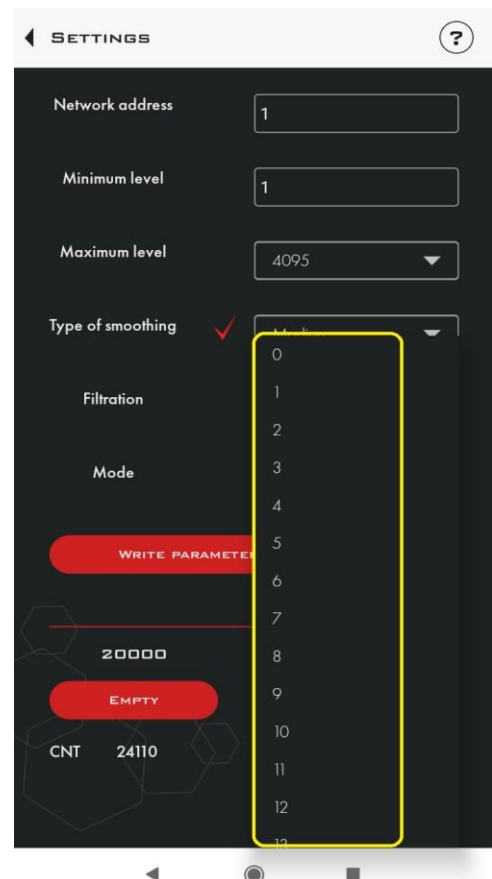 SETTINGS ?
Network address 1
Minimum level 1
Maximum level 4095
Type of smoothing
0
Filtration 1
2
Mode 3
4
WRITE PARAMETE 5
6
7
20000 8
EMPTY 9
CNT 24110 10
11
12